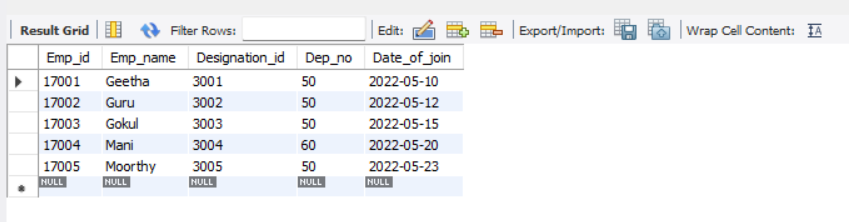 Result Grid Filter Rows: Edit: Export/Import: Wrap Cell Content: IA
Emp_id Emp_name Designation_id Dep_no Date_of_join
17001 Geetha 3001 50 2022-05-10
17002 Guru 3002 50 2022-05-12
17003 Gokul 3003 50 2022-05-15
17004 Mani 3004 60 2022-05-20
17005 Moorthy 3005 50 2022-05-23
NULL NULL NULL NULL NULL